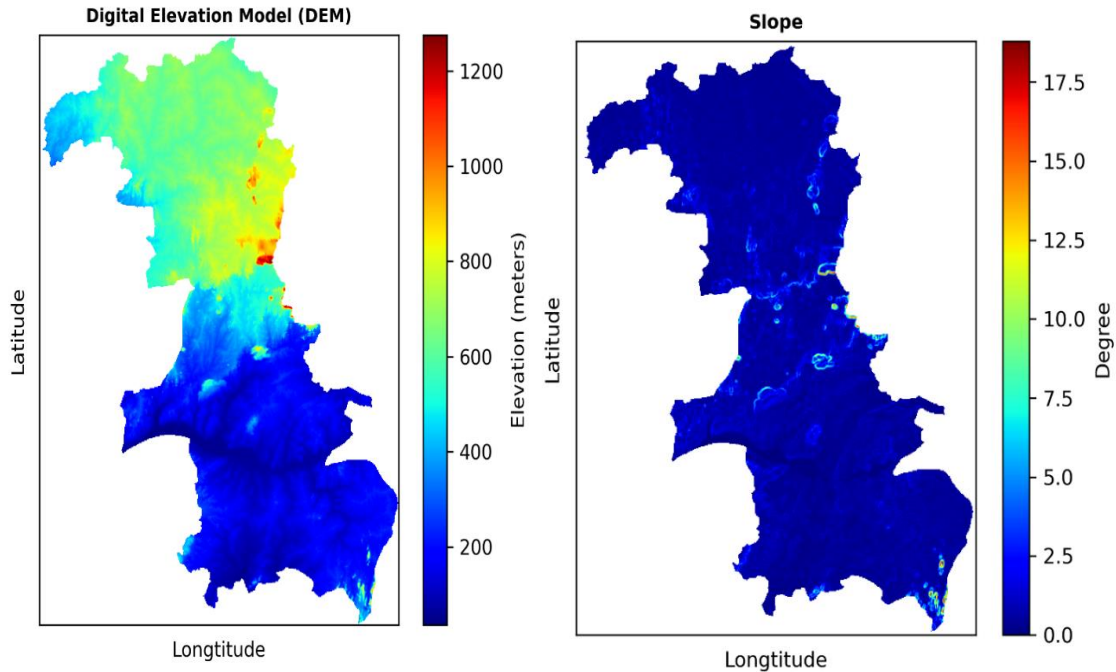 Digital Elevation Model (DEM)
Latitude
Longtitude
1200
1000
800
600
400
200
Elevation (meters)
Slope
Latitude
Longtitude
17.5
15.0
12.5
10.0
7.5
5.0
2.5
0.0
Degree